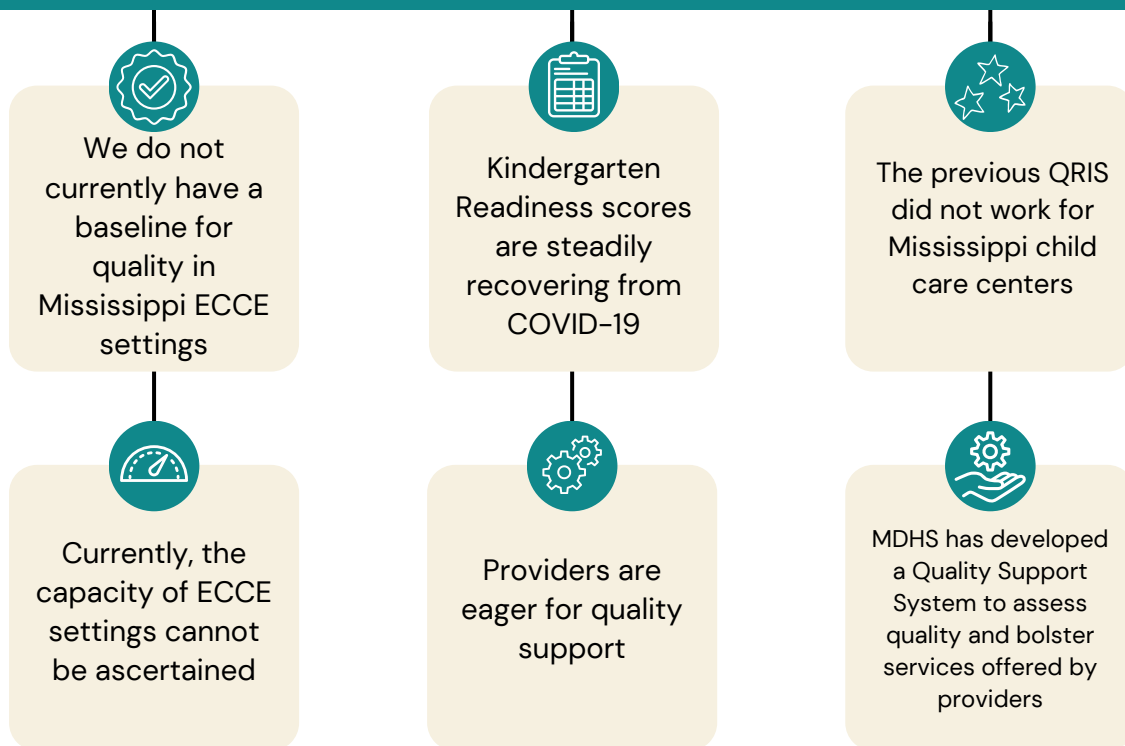 We do not
currently have a
baseline for
quality in
Mississippi ECCE
settings
Kindergarten
Readiness scores
are steadily
recovering from
COVID-19
The previous QRIS
did not work for
Mississippi child
care centers
Currently, the
capacity of ECCE
settings cannot
be ascertained
Providers are
eager for quality
support
MDHS has developed
a Quality Support
System to assess
quality and bolster
services offered by
providers